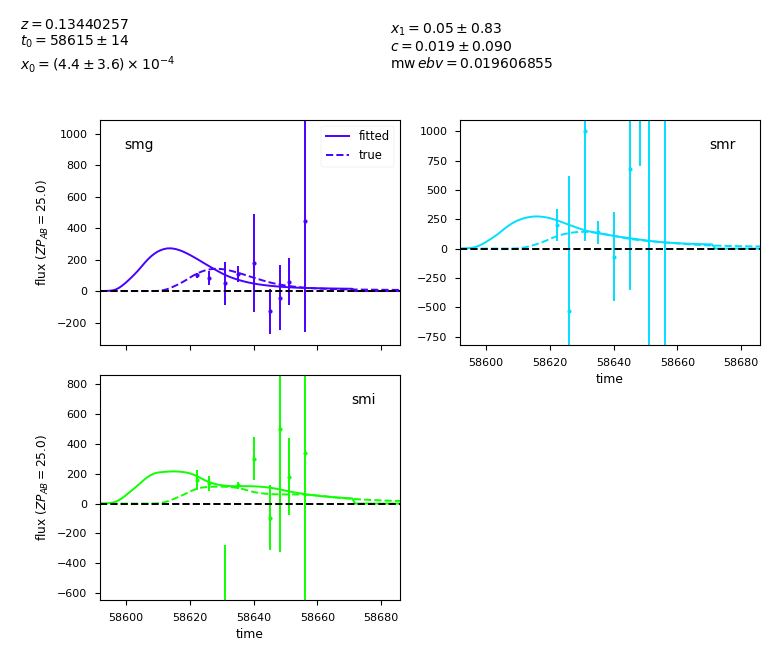 z = 0.13440257
t₀ = 58615 ± 14
x₀ = (4.4 ± 3.6) × 10⁻⁴
x₁ = 0.05 ± 0.83
c = 0.019 ± 0.090
mw ebv = 0.019606855
smg
fitted
true
1000
800
600
400
200
0
−200
flux (ZP_AB = 25.0)
smr
1000
750
500
250
0
−250
−500
−750
58600 58620 58640 58660 58680
time
smi
800
600
400
200
0
−200
−400
−600
flux (ZP_AB = 25.0)
58600 58620 58640 58660 58680
time